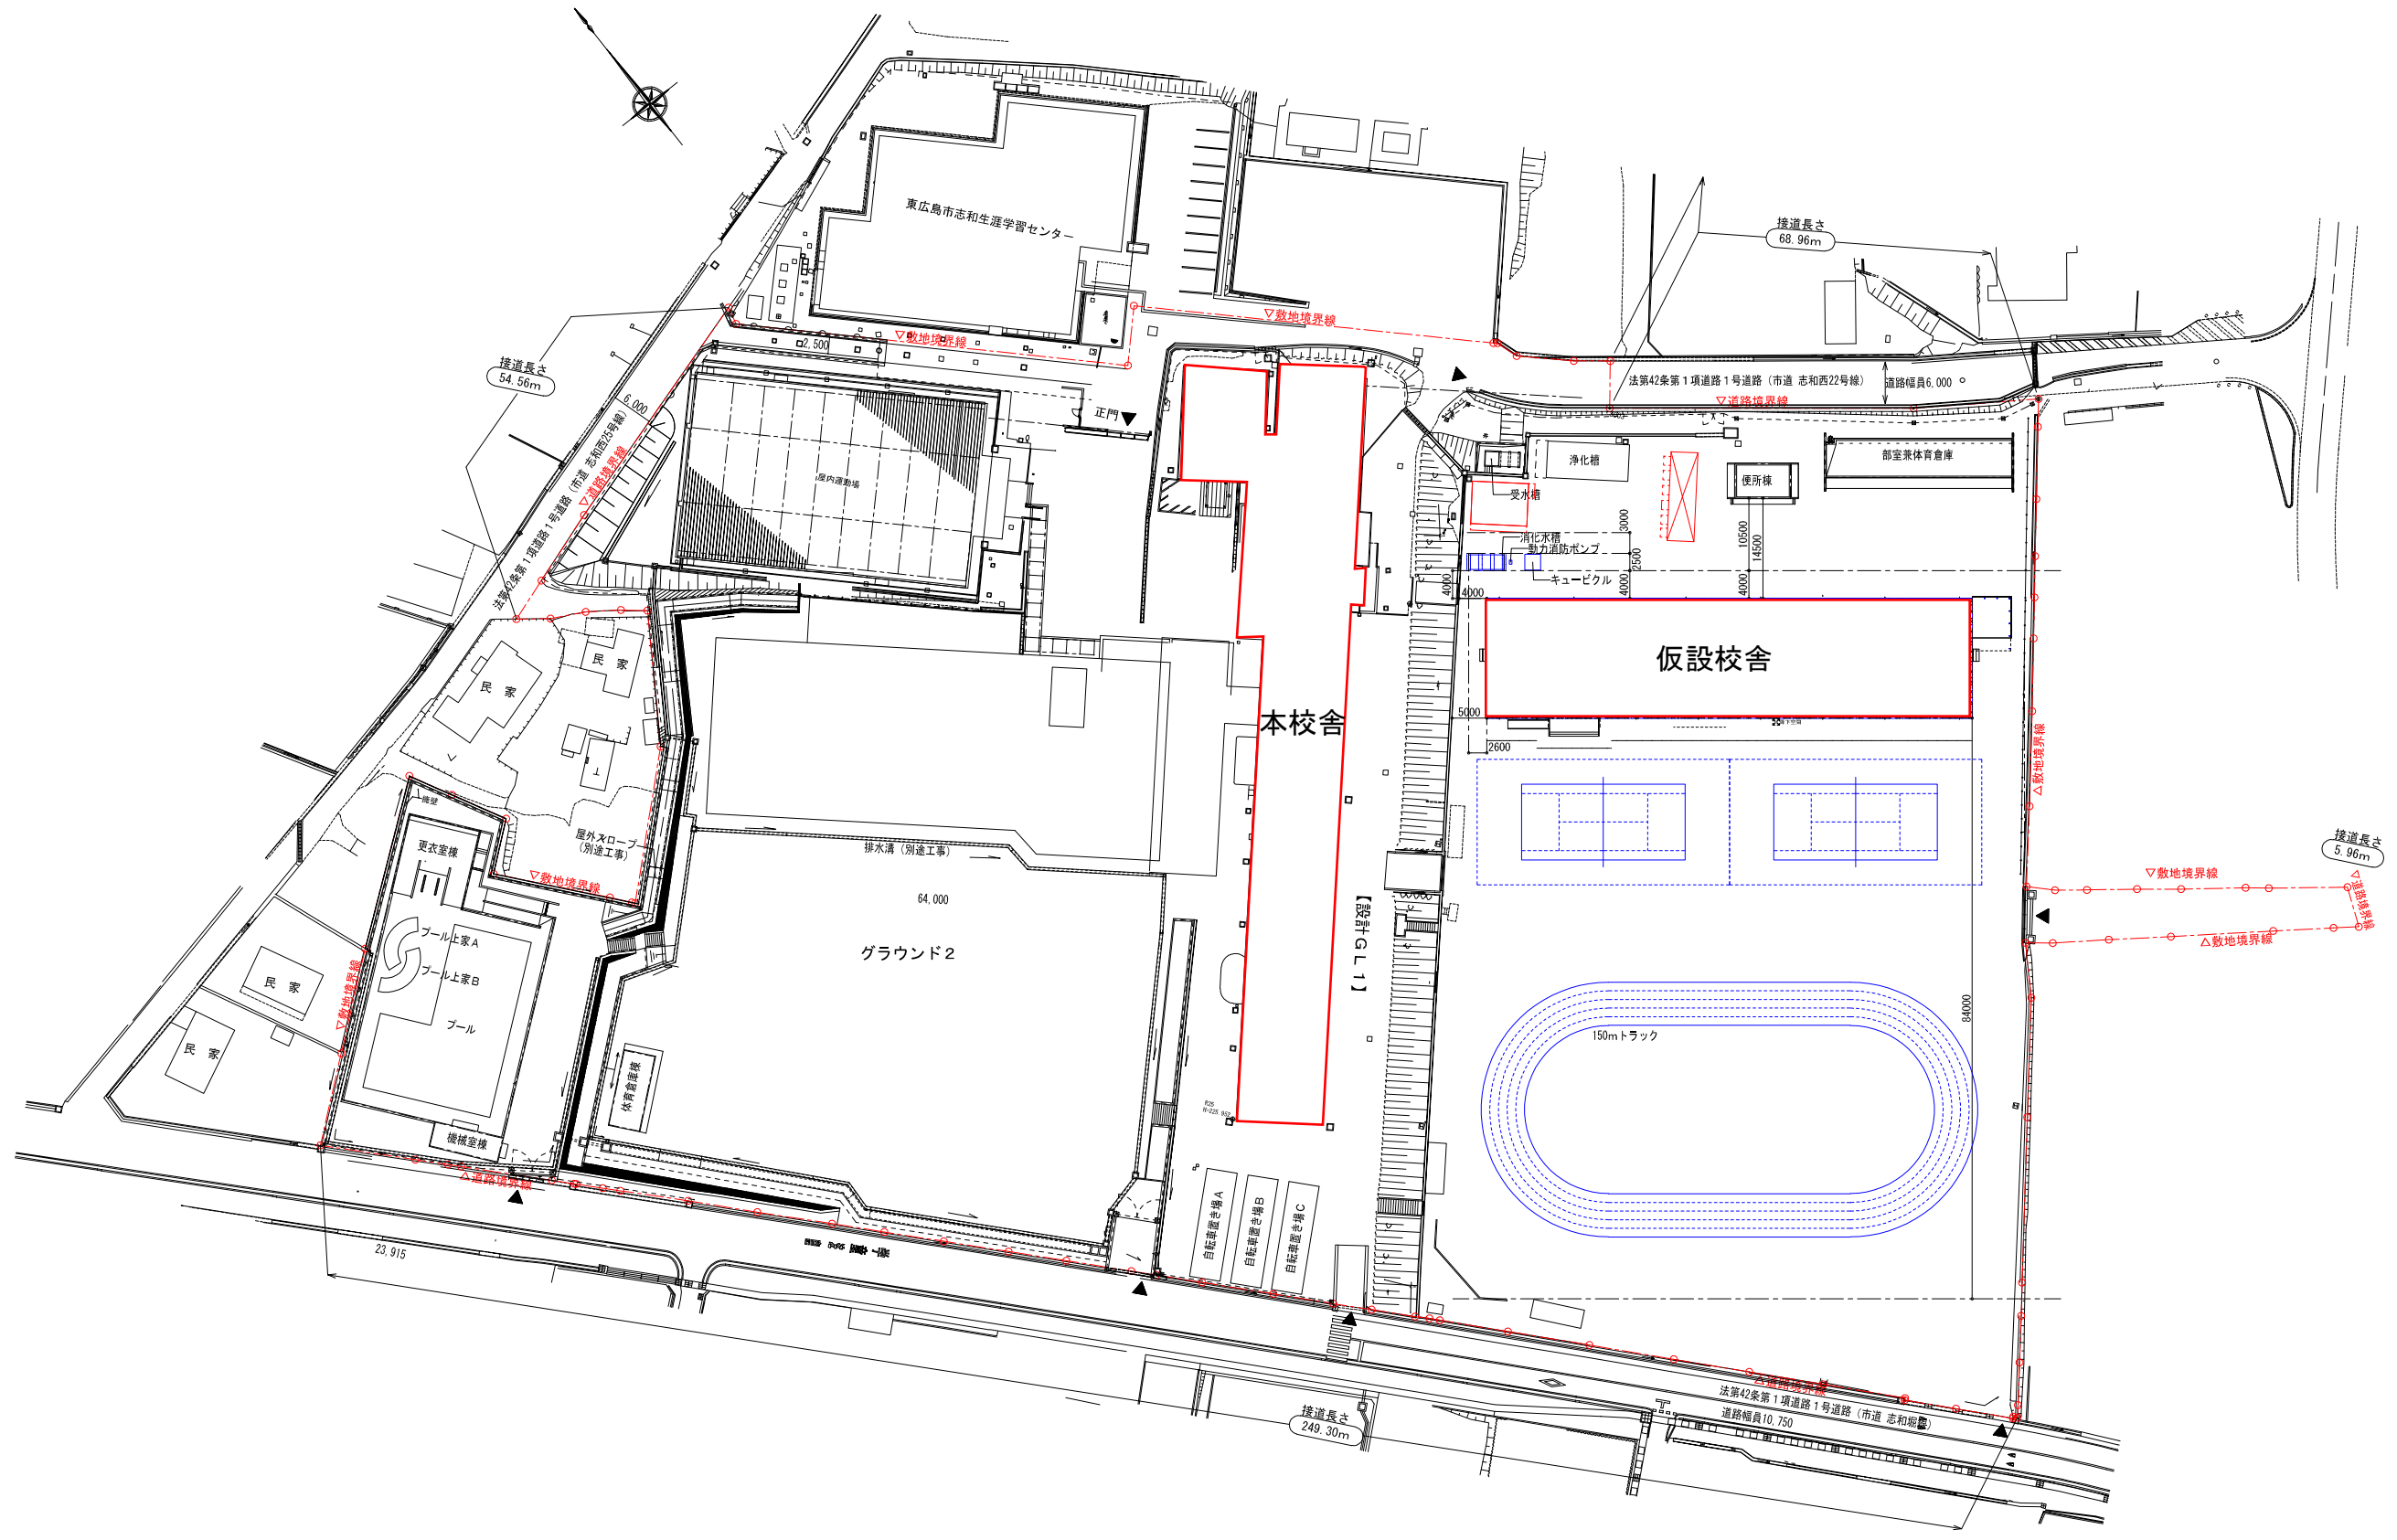 東広島市志和生涯学習センター
接道長さ
68.96m
▽敷地境界線
▽敷地境界線
2,500
接道長さ
54.56m
6,000
法第42条第1項道路1号道路（市道 志和西25号線）
▽道路境界線
正門
屋内運動場
法第42条第1項道路1号道路（市道 志和西22号線）
道路幅員6,000
▽道路境界線
浄化槽
部室兼体育倉庫
便所棟
受水槽
消化水槽
動力消防ポンプ
キュービクル
3000
2500
4000
4000
4000
10500
14500
4000
仮設校舎
5000
2600
本校舎
民 家
民 家
擁壁
更衣室棟
屋外スロープ
（別途工事）
▽敷地境界線
排水溝（別途工事）
64,000
グラウンド2
プール上家A
プール上家B
プール
民 家
民 家
▽敷地境界線
体育倉庫棟
機械室棟
△道路境界線
【設計GL1】
△敷地境界線
接道長さ
5.96m
▽敷地境界線
▽道路境界線
△敷地境界線
84000
150mトラック
自転車置き場A
自転車置き場B
自転車置き場C
23,915
接道長さ
249.30m
△道路境界線
法第42条第1項道路1号道路（市道 志和堀線）
道路幅員10,750